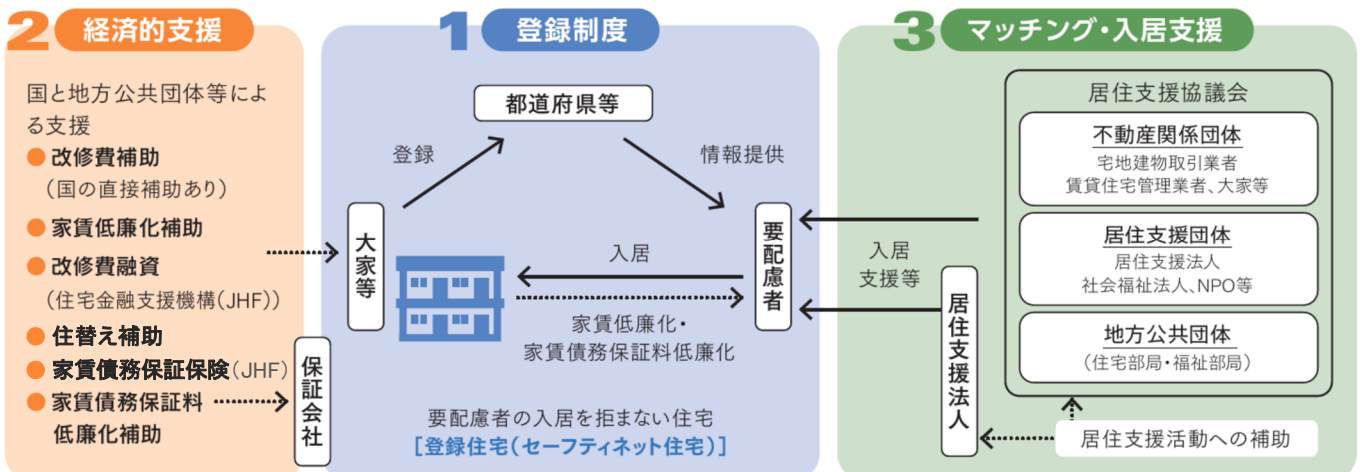 2 経済的支援
国と地方公共団体等によ
る支援
● 改修費補助
（国の直接補助あり）
● 家賃低廉化補助
● 改修費融資
（住宅金融支援機構（JHF））
● 住替え補助
● 家賃債務保証保険（JHF）
● 家賃債務保証料
低廉化補助
保証会社
1 登録制度
都道府県等
登録
情報提供
大家等
要配慮者
入居
家賃低廉化・
家賃債務保証料低廉化
要配慮者の入居を拒まない住宅
［登録住宅（セーフティネット住宅）］
3 マッチング・入居支援
入居
支援等
居住支援法人
居住支援協議会
不動産関係団体
宅地建物取引業者
賃貸住宅管理業者、大家等
居住支援団体
居住支援法人
社会福祉法人、NPO等
地方公共団体
（住宅部局・福祉部局）
居住支援活動への補助